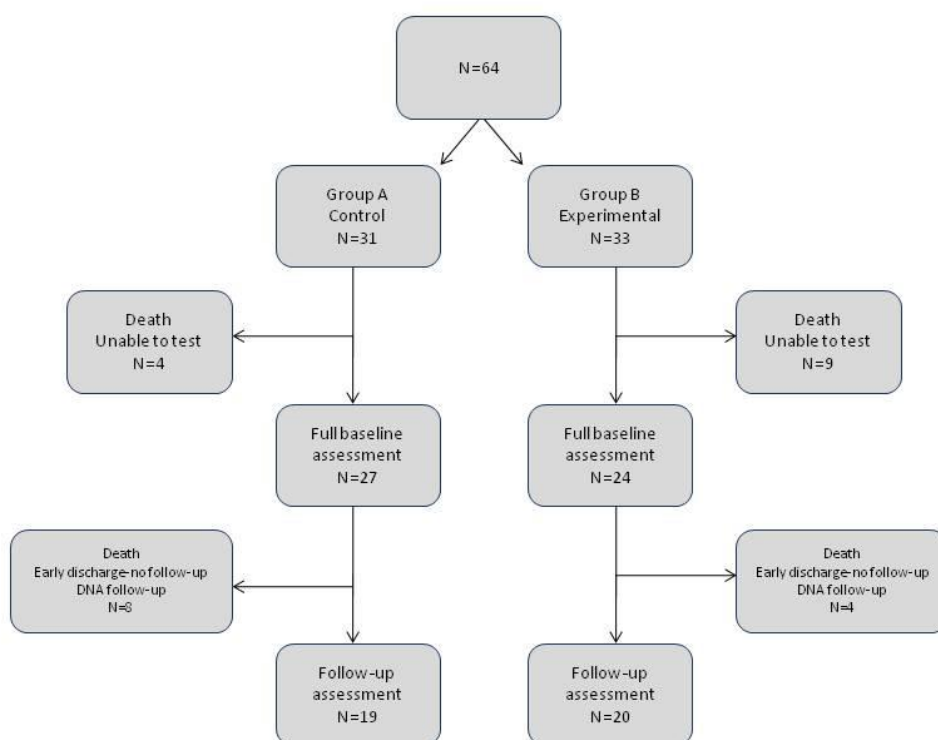 N=64
Group A
Control
N=31
Group B
Experimental
N=33
Death
Unable to test
N=4
Death
Unable to test
N=9
Full baseline
assessment
N=27
Full baseline
assessment
N=24
Death
Early discharge-no follow-up
DNA follow-up
N=8
Death
Early discharge-no follow-up
DNA follow-up
N=4
Follow-up
assessment
N=19
Follow-up
assessment
N=20